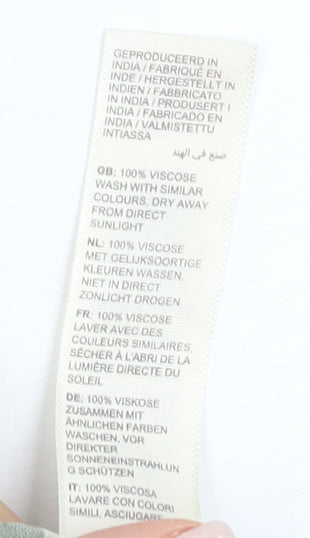 GEPRODUCEERD IN
INDIA / FABRIQUÉ EN
INDE / HERGESTELLT IN
INDIEN / FABBRICATO
IN INDIA / PRODUSERT I
INDIA / FABRICADO EN
INDIA / VALMISTETTU
INTIASSA
صنع في الهند
GB: 100% VISCOSE
WASH WITH SIMILAR
COLOURS, DRY AWAY
FROM DIRECT
SUNLIGHT
NL: 100% VISCOSE
MET GELIJKSOORTIGE
KLEUREN WASSEN,
NIET IN DIRECT
ZONLICHT DROGEN
FR: 100% VISCOSE
LAVER AVEC DES
COULEURS SIMILAIRES,
SÉCHER À L'ABRI DE LA
LUMIÈRE DIRECTE DU
SOLEIL
DE: 100% VISKOSE
ZUSAMMEN MIT
ÄHNLICHEN FARBEN
WASCHEN, VOR
DIREKTER
SONNENEINSTRAHLUN
G SCHÜTZEN
IT: 100% VISCOSA
LAVARE CON COLORI
SIMILI, ASCIUGARE